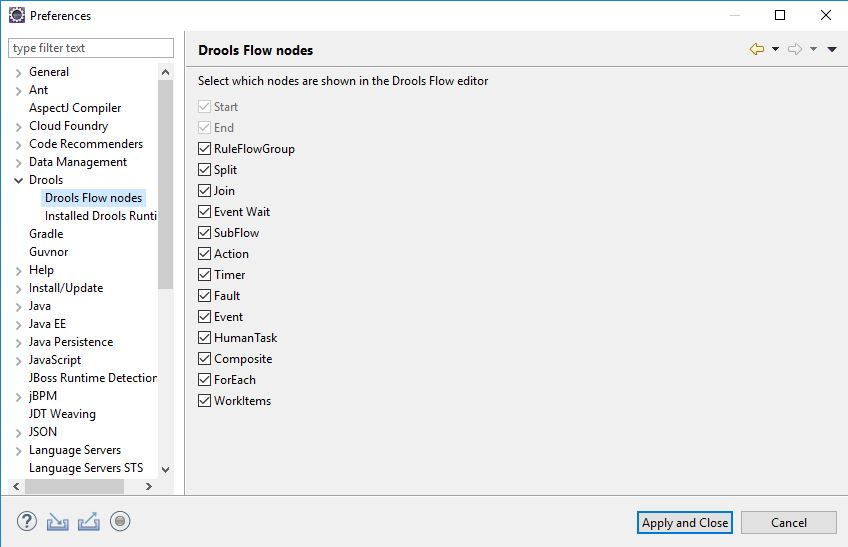 Preferences
type filter text
General
Ant
AspectJ Compiler
Cloud Foundry
Code Recommenders
Data Management
Drools
Drools Flow nodes
Installed Drools Runti
Gradle
Guvnor
Help
Install/Update
Java
Java EE
Java Persistence
JavaScript
JBoss Runtime Detection
jBPM
JDT Weaving
JSON
Language Servers
Language Servers STS
Drools Flow nodes
Select which nodes are shown in the Drools Flow editor
Start
End
RuleFlowGroup
Split
Join
Event Wait
SubFlow
Action
Timer
Fault
Event
HumanTask
Composite
ForEach
WorkItems
Apply and Close
Cancel